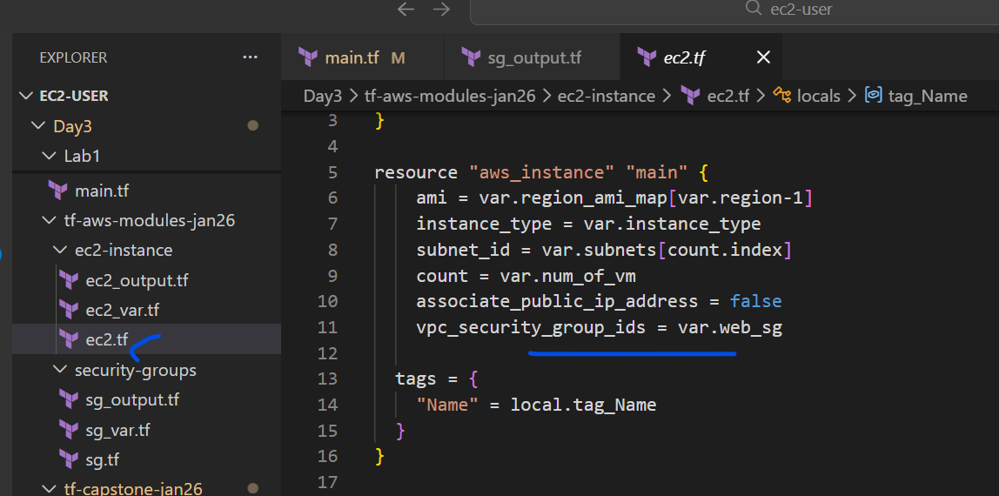 ec2-user
EXPLORER ...
main.tf M
sg_output.tf
ec2.tf
EC2-USER
Day3
Lab1
main.tf
tf-aws-modules-jan26
ec2-instance
ec2_output.tf
ec2_var.tf
ec2.tf
security-groups
sg_output.tf
sg_var.tf
sg.tf
tf-capstone-jan26
Day3 > tf-aws-modules-jan26 > ec2-instance > ec2.tf > locals > tag_Name
3 }
4
5 resource "aws_instance" "main" {
6 ami = var.region_ami_map[var.region-1]
7 instance_type = var.instance_type
8 subnet_id = var.subnets[count.index]
9 count = var.num_of_vm
10 associate_public_ip_address = false
11 vpc_security_group_ids = var.web_sg
12
13 tags = {
14 "Name" = local.tag_Name
15 }
16 }
17